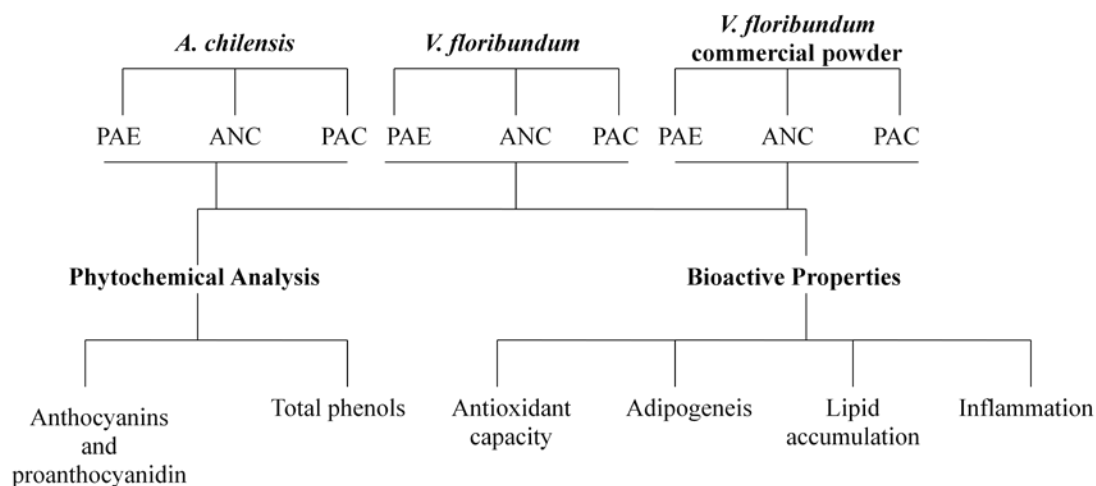 A. chilensis
V. floribundum
V. floribundum
commercial powder
PAE ANC PAC
PAE ANC PAC
PAE ANC PAC
Phytochemical Analysis
Bioactive Properties
Anthocyanins
and
proanthocyanidin
Total phenols
Antioxidant
capacity
Adipogeneis
Lipid
accumulation
Inflammation